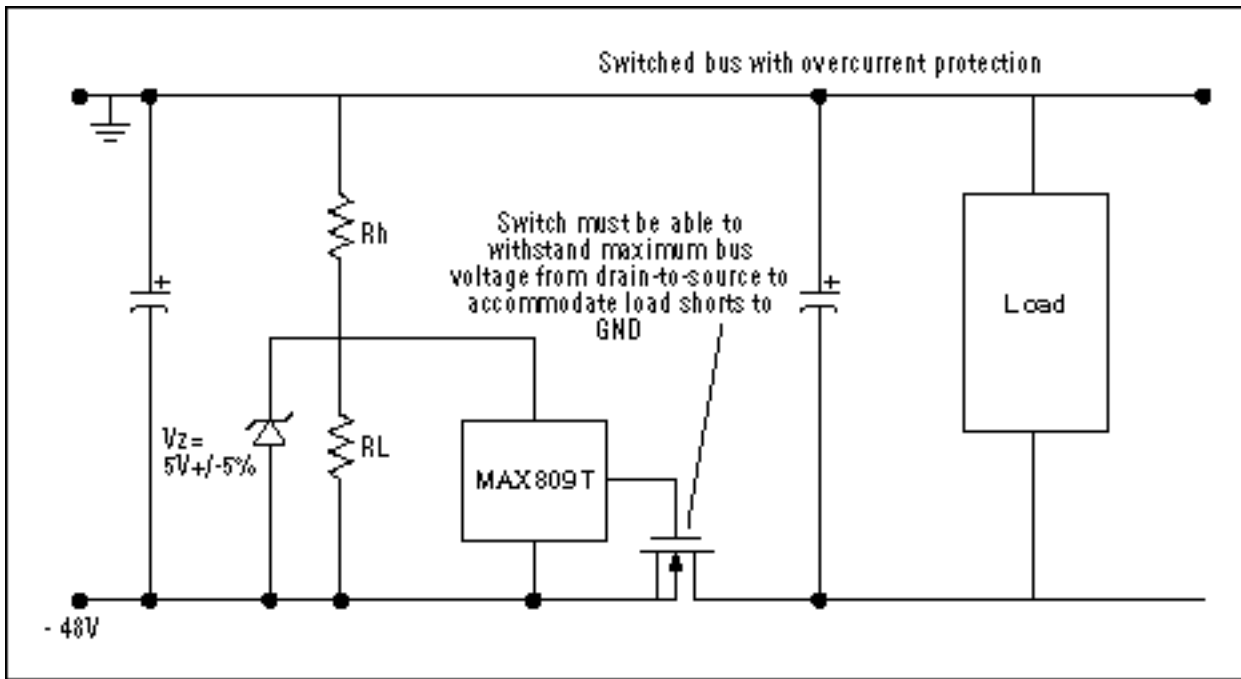 Switched bus with overcurrent protection
Rh
Switch must be able to
withstand maximum bus
voltage from drain-to-source to
accommodate load shorts to
GND
+
+
Load
Vz=
5V+/-5%
RL
MAX809T
- 48V